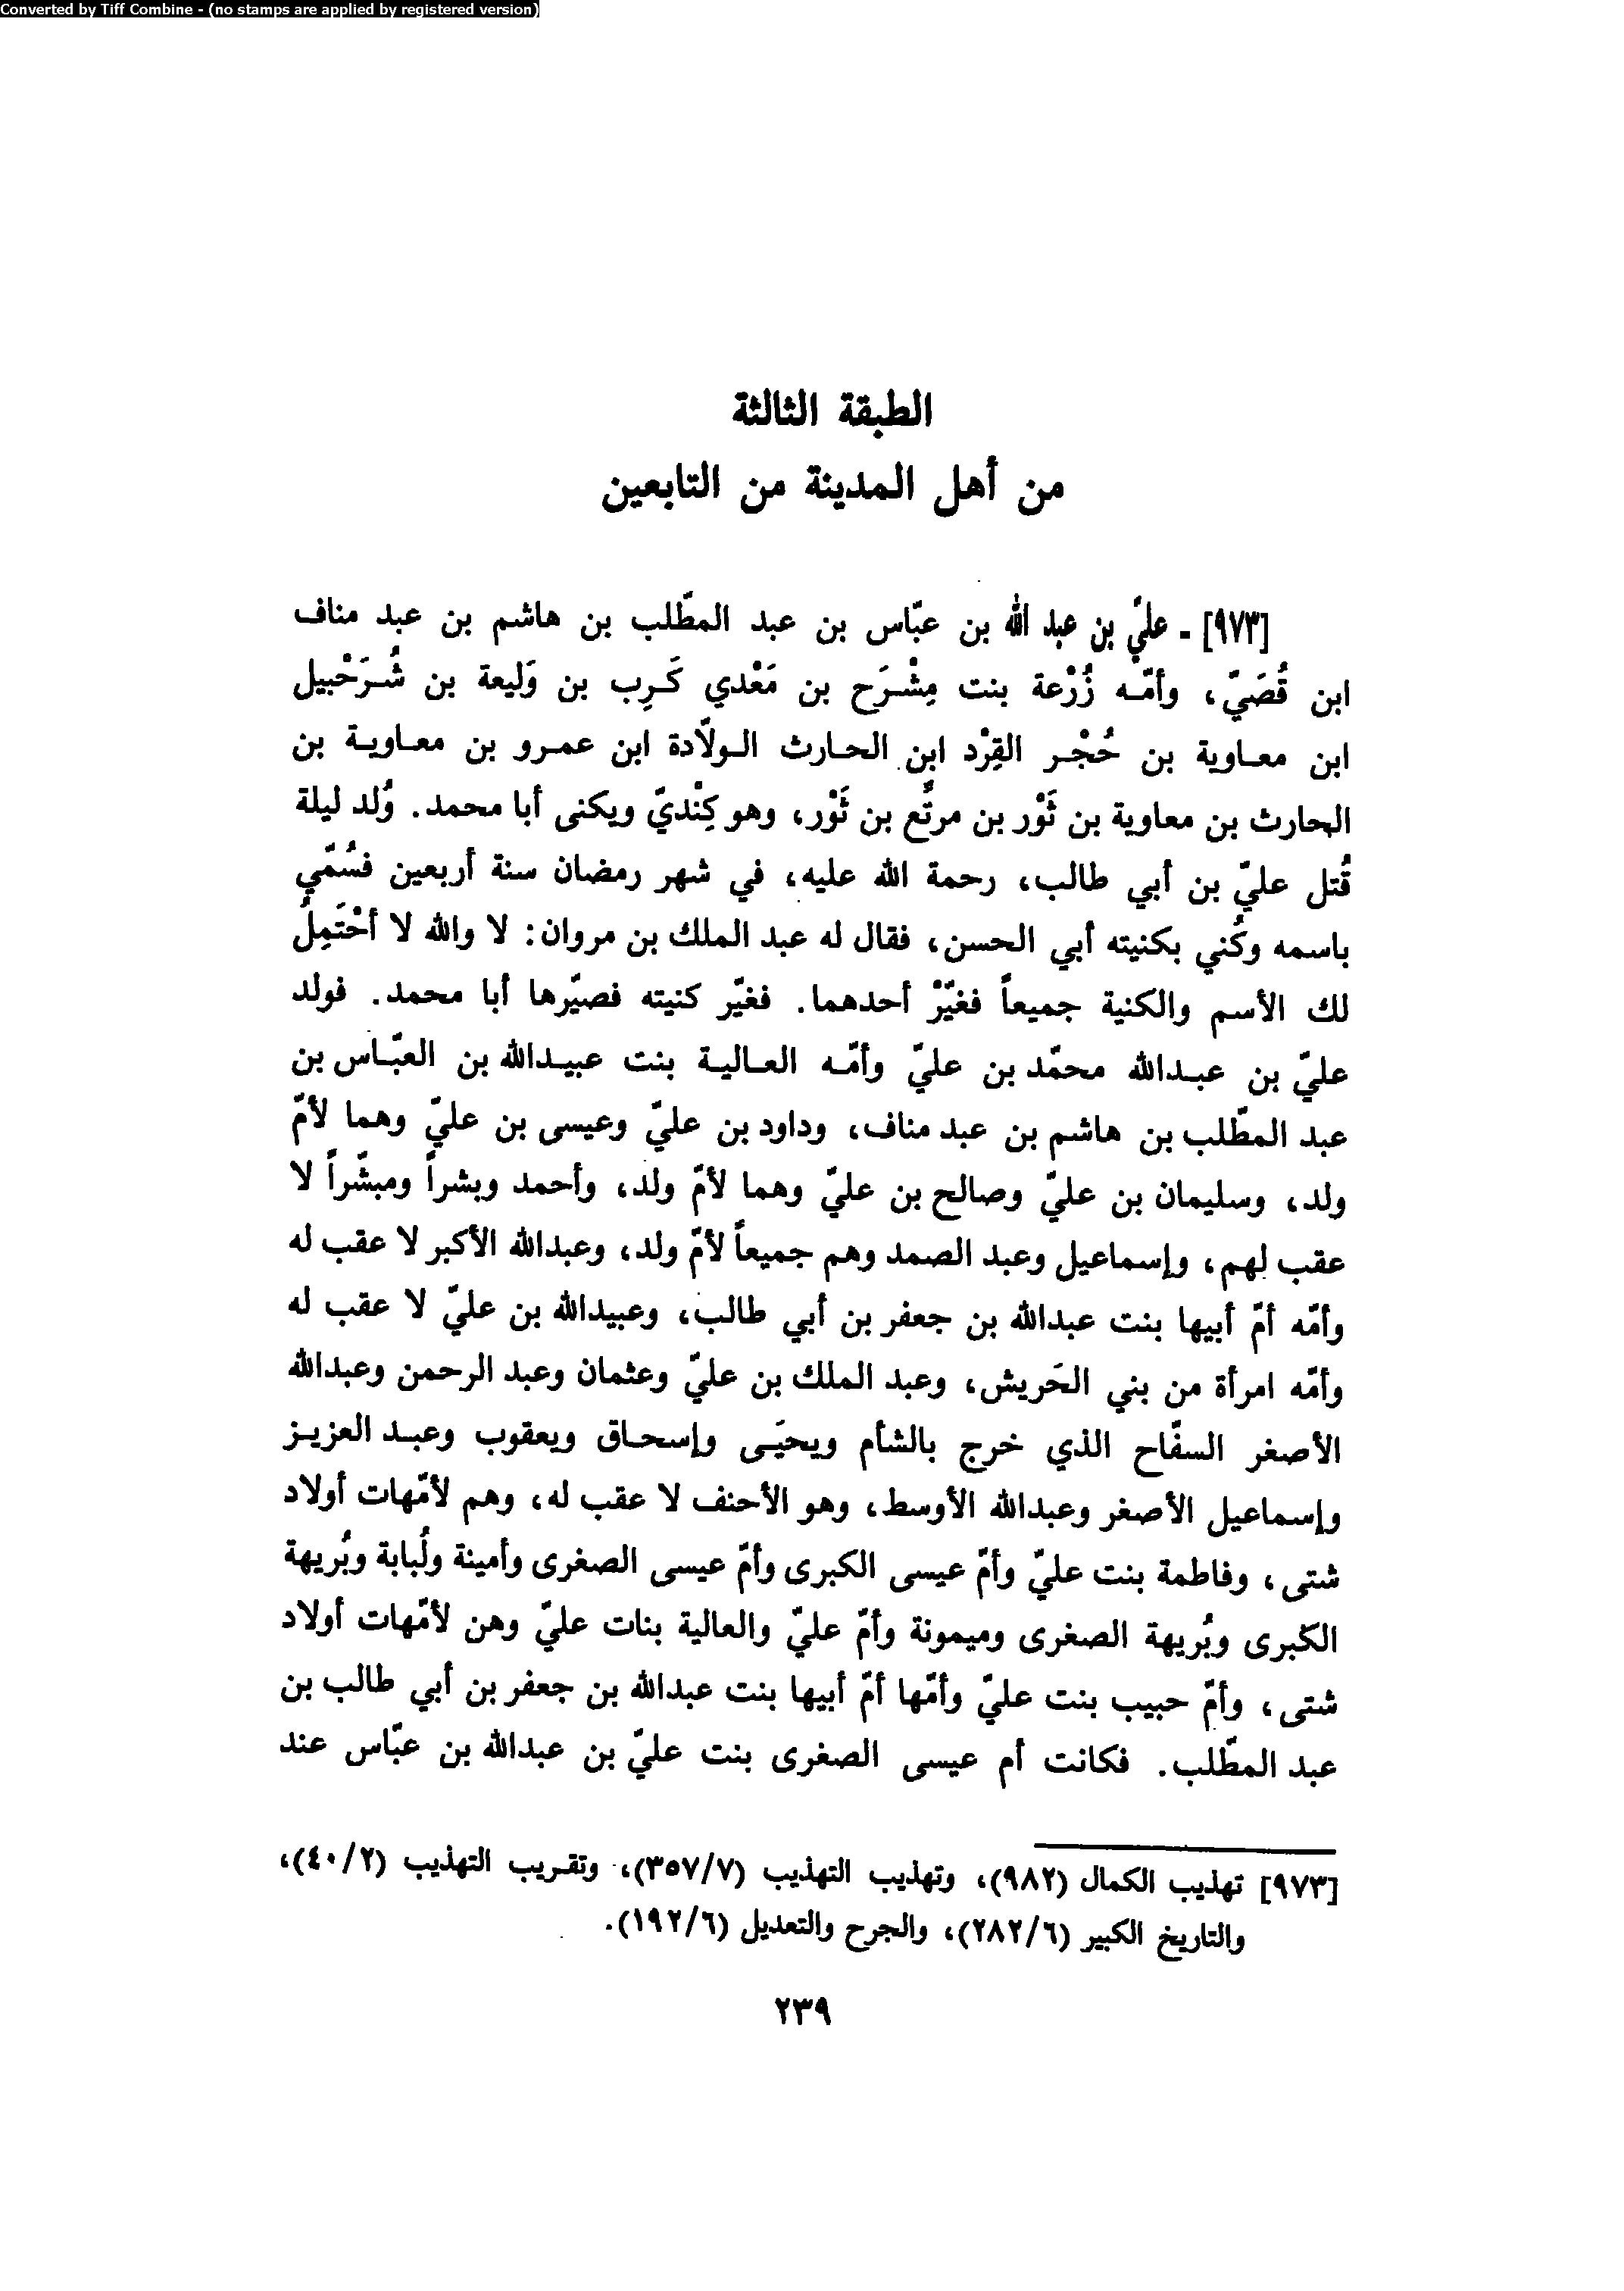 Converted by Tiff Combine - (no stamps are applied by registered version)
الطبقة الثالثة
من أهل المدينة من التابعين
[٩٧٣] - عليّ بن عبد الله بن عبّاس بن عبد المطّلب بن هاشم بن عبد مناف
ابن قُصَيّ، وأمّه زُرْعة بنت مِشْرَح بن مَعْدي كَرِب بن وَليعة بن شُرَحْبيل
ابن معاوية بن حُجْر القِرْد ابن الحارث الولاّدة ابن عمرو بن معاوية بن
الحارث بن معاوية بن ثَوْر بن مرتّع بن ثَوْر، وهو كِنْديّ ويكنى أبا محمد. وُلد ليلة
قُتل عليّ بن أبي طالب، رحمة الله عليه، في شهر رمضان سنة أربعين فسُمّي
باسمه وكُني بكنيته أبي الحسن، فقال له عبد الملك بن مروان: لا والله لا أحْتَمِلُ
لك الأسم والكنية جميعاً فغيّرْ أحدهما. فغيّر كنيته فصيّرها أبا محمد. فولد
عليّ بن عبدالله محمّد بن عليّ وأمّه العالية بنت عبيدالله بن العبّاس بن
عبد المطّلب بن هاشم بن عبد مناف، وداود بن عليّ وعيسى بن عليّ وهما لأمّ
ولد، وسليمان بن عليّ وصالح بن عليّ وهما لأمّ ولد، وأحمد وبشراً ومبشّراً لا
عقب لهم، وإسماعيل وعبد الصمد وهم جميعاً لأمّ ولد، وعبدالله الأكبر لا عقب له
وأمّه أمّ أبيها بنت عبدالله بن جعفر بن أبي طالب، وعبيدالله بن عليّ لا عقب له
وأمّه امرأة من بني الحَريش، وعبد الملك بن عليّ وعثمان وعبد الرحمن وعبدالله
الأصغر السفّاح الذي خرج بالشأم ويحيَى وإسحاق ويعقوب وعبد العزيز
وإسماعيل الأصغر وعبدالله الأوسط، وهو الأحنف لا عقب له، وهم لأمّهات أولاد
شتى، وفاطمة بنت عليّ وأمّ عيسى الكبرى وأمّ عيسى الصغرى وأمينة ولُبابة وبُريهة
الكبرى وبُريهة الصغرى وميمونة وأمّ عليّ والعالية بنات عليّ وهن لأمّهات أولاد
شتى، وأمّ حبيب بنت عليّ وأمّها أمّ أبيها بنت عبدالله بن جعفر بن أبي طالب بن
عبد المطّلب. فكانت أم عيسى الصغرى بنت عليّ بن عبدالله بن عبّاس عند
[٩٧٣] تهذيب الكمال (٩٨٢)، وتهذيب التهذيب (٣٥٧/٧)، وتقريب التهذيب (٤٠/٢)،
والتاريخ الكبير (٢٨٢/٦)، والجرح والتعديل (١٩٢/٦).
٢٣٩